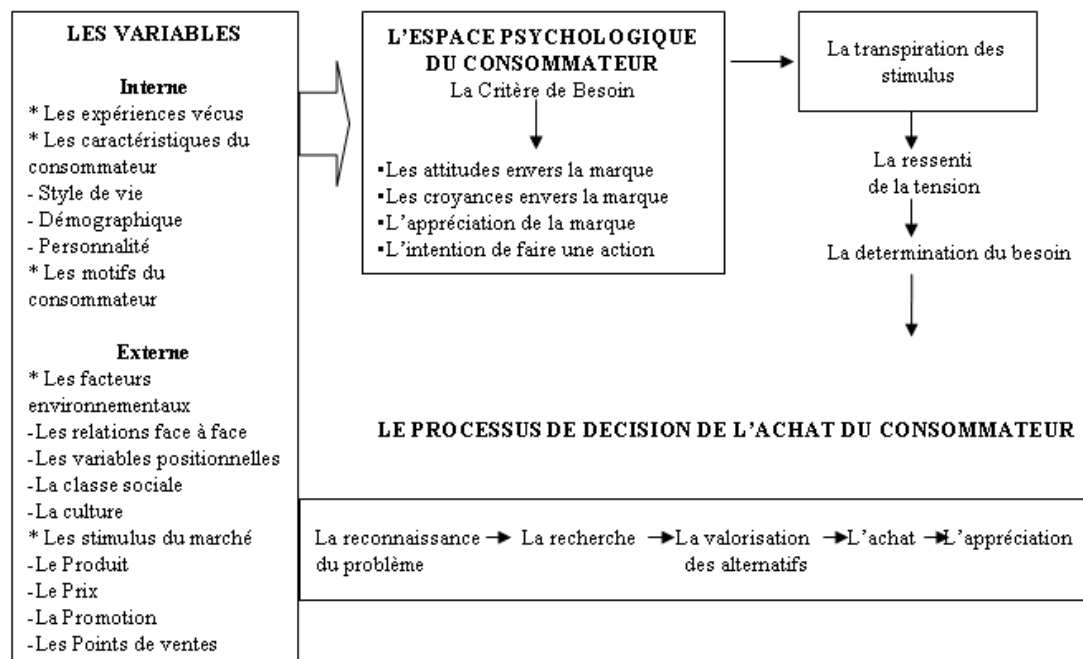 LES VARIABLES
Interne
* Les expériences vécus
* Les caractéristiques du
consommateur
- Style de vie
- Démographique
- Personnalité
* Les motifs du
consommateur
Externe
* Les facteurs
environnementaux
-Les relations face à face
-Les variables positionnelles
-La classe sociale
-La culture
* Les stimulus du marché
-Le Produit
-Le Prix
-La Promotion
-Les Points de ventes
L'ESPACE PSYCHOLOGIQUE
DU CONSOMMATEUR
La Critère de Besoin
▪Les attitudes envers la marque
▪Les croyances envers la marque
▪L'appréciation de la marque
▪L'intention de faire une action
La transpiration des
stimulus
La ressenti
de la tension
La determination du besoin
LE PROCESSUS DE DECISION DE L'ACHAT DU CONSOMMATEUR
La reconnaissance
du problème
La recherche
La valorisation
des alternatifs
L'achat
L'appréciation